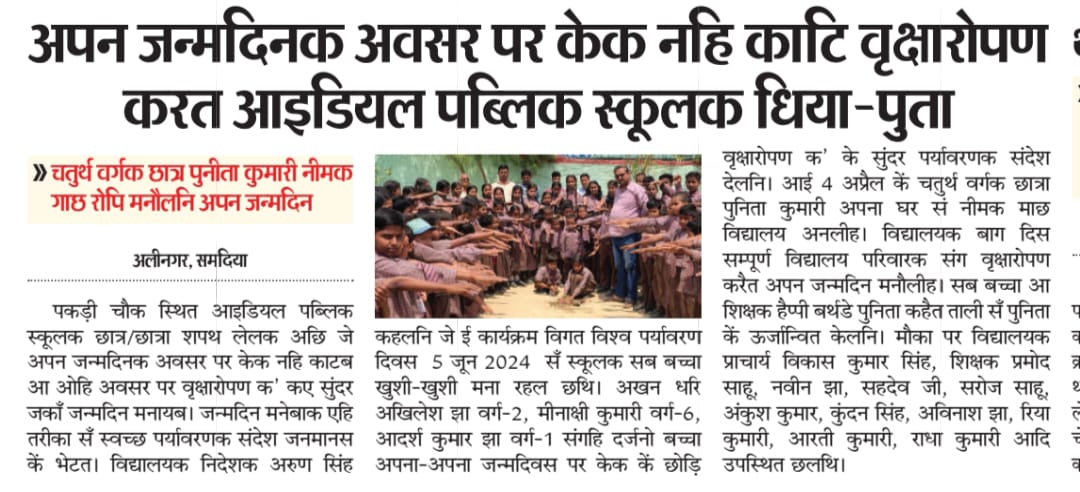 अपन जन्मदिनक अवसर पर केक नहि काटि वृक्षारोपण
करत आइडियल पब्लिक स्कूलक धिया-पुता
» चतुर्थ वर्गक छात्र पुनीता कुमारी नीमक
गाछ रोपि मनौलनि अपन जन्मदिन
अलीनगर, समदिया
पकड़ी चौक स्थित आइडियल पब्लिक
स्कूलक छात्र/छात्रा शपथ लेलक अछि जे
अपन जन्मदिनक अवसर पर केक नहि काटब
आ ओहि अवसर पर वृक्षारोपण क' कए सुंदर
जकाँ जन्मदिन मनायब। जन्मदिन मनेबाक एहि
तरीका सँ स्वच्छ पर्यावरणक संदेश जनमानस
कें भेटत। विद्यालयक निदेशक अरुण सिंह
कहलनि जे ई कार्यक्रम विगत विश्व पर्यावरण
दिवस 5 जून 2024 सँ स्कूलक सब बच्चा
खुशी-खुशी मना रहल छथि। अखन धरि
अखिलेश झा वर्ग-2, मीनाक्षी कुमारी वर्ग-6,
आदर्श कुमार झा वर्ग-1 संगहि दर्जनो बच्चा
अपना-अपना जन्मदिवस पर केक कें छोड़ि
वृक्षारोपण क' के सुंदर पर्यावरणक संदेश
देलनि। आई 4 अप्रैल कें चतुर्थ वर्गक छात्रा
पुनिता कुमारी अपना घर सं नीमक माछ
विद्यालय अनलीह। विद्यालयक बाग दिस
सम्पूर्ण विद्यालय परिवारक संग वृक्षारोपण
करैत अपन जन्मदिन मनौलीह। सब बच्चा आ
शिक्षक हैप्पी बर्थडे पुनिता कहैत ताली सँ पुनिता
कें ऊर्जान्वित केलनि। मौका पर विद्यालयक
प्राचार्य विकास कुमार सिंह, शिक्षक प्रमोद
साहू, नवीन झा, सहदेव जी, सरोज साहू,
अंकुश कुमार, कुंदन सिंह, अविनाश झा, रिया
कुमारी, आरती कुमारी, राधा कुमारी आदि
उपस्थित छलथि।